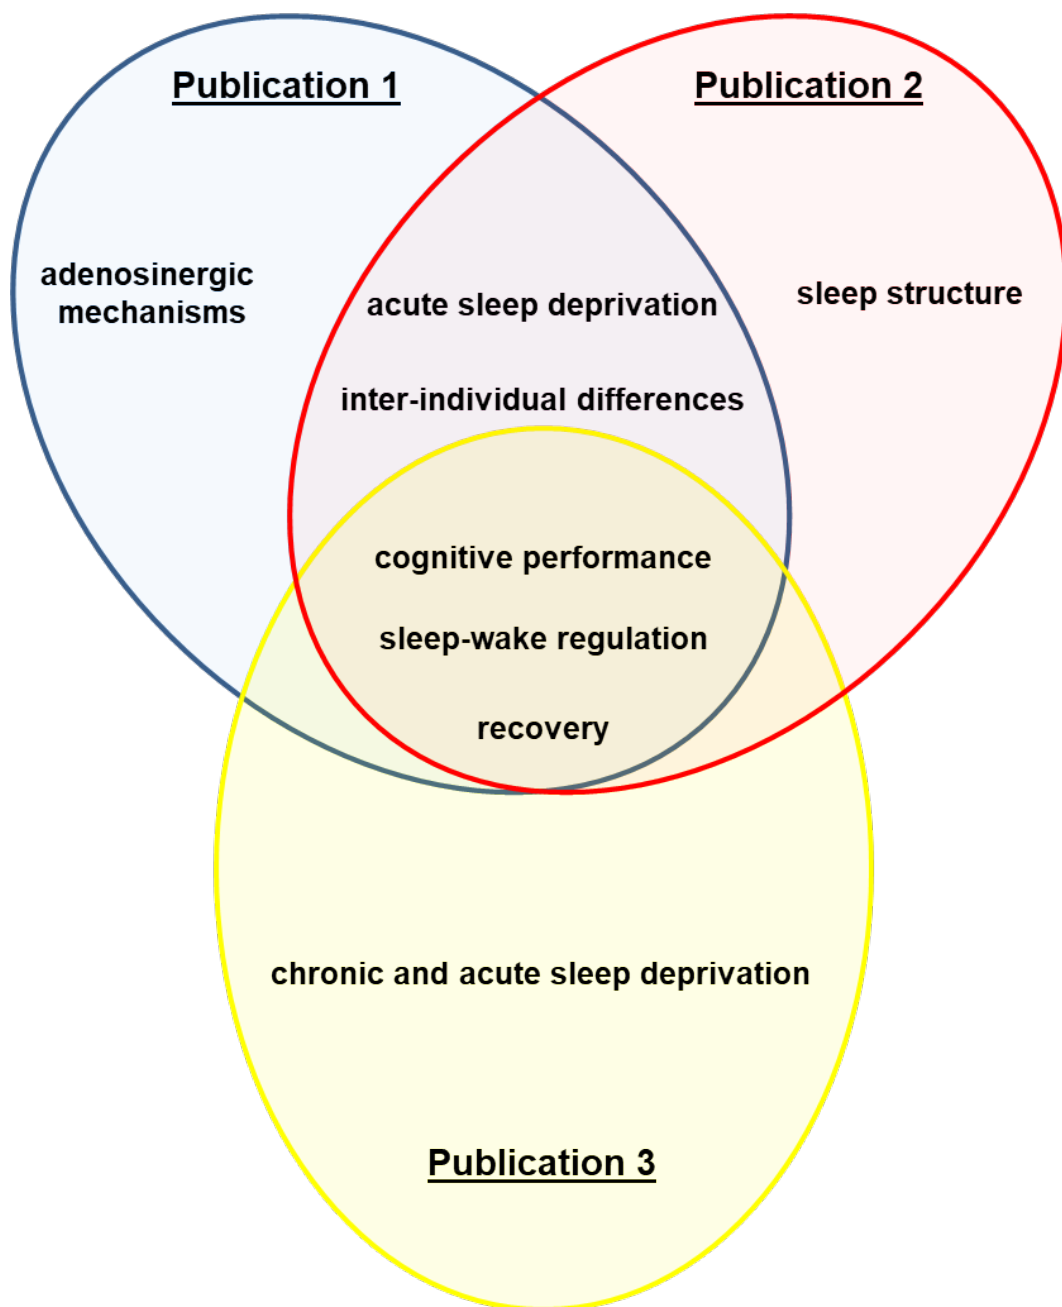 Publication 1
Publication 2
adenosinergic
mechanisms
acute sleep deprivation
sleep structure
inter-individual differences
cognitive performance
sleep-wake regulation
recovery
chronic and acute sleep deprivation
Publication 3